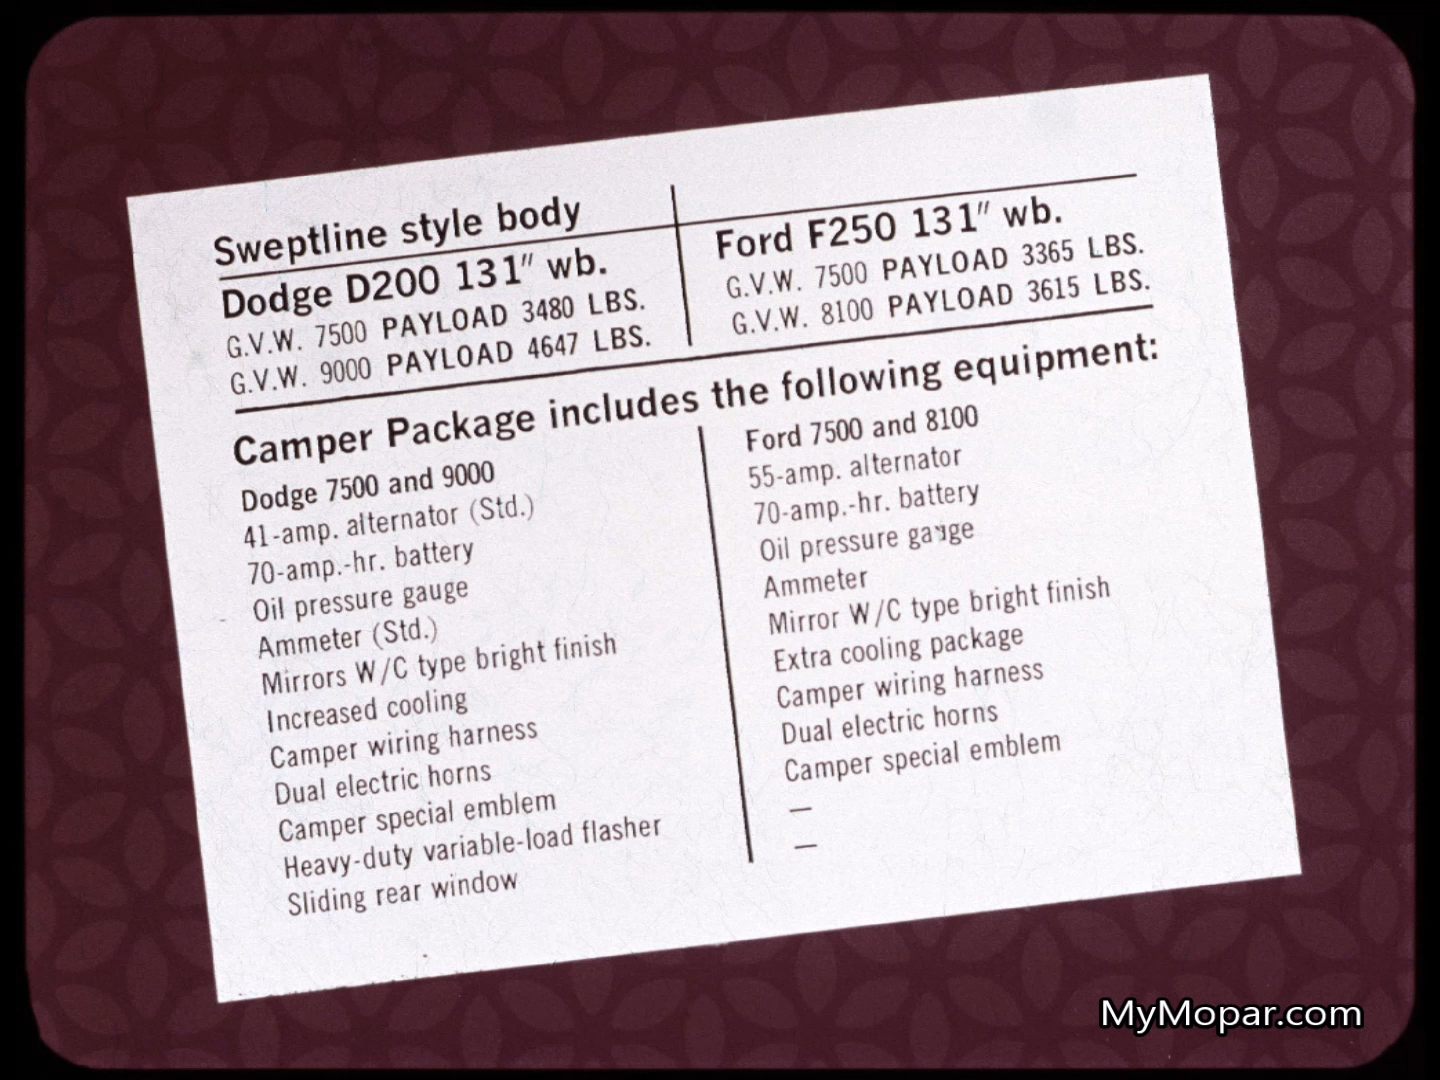 Sweptline style body
Dodge D200 131" wb.
G.V.W. 7500 PAYLOAD 3480 LBS.
G.V.W. 9000 PAYLOAD 4647 LBS.
Ford F250 131" wb.
G.V.W. 7500 PAYLOAD 3365 LBS.
G.V.W. 8100 PAYLOAD 3615 LBS.
Camper Package includes the following equipment:
Dodge 7500 and 9000
41-amp. alternator (Std.)
70-amp.-hr. battery
Oil pressure gauge
Ammeter (Std.)
Mirrors W/C type bright finish
Increased cooling
Camper wiring harness
Dual electric horns
Camper special emblem
Heavy-duty variable-load flasher
Sliding rear window
Ford 7500 and 8100
55-amp. alternator
70-amp.-hr. battery
Oil pressure gauge
Ammeter
Mirror W/C type bright finish
Extra cooling package
Camper wiring harness
Dual electric horns
Camper special emblem
—
—
MyMopar.com